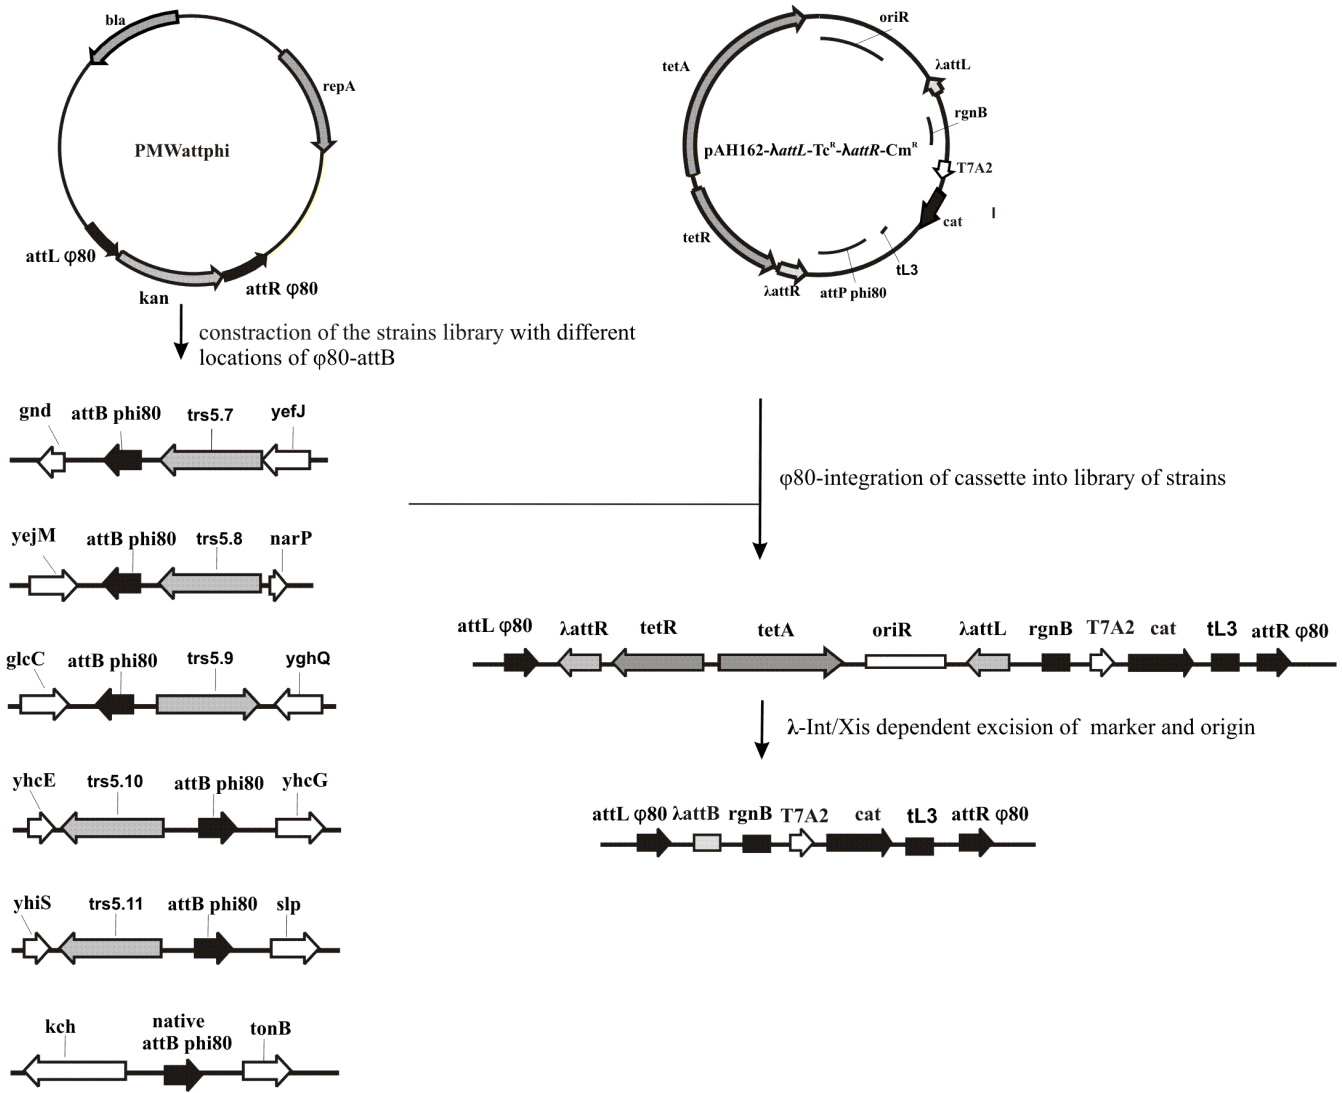 bla
repA
PMWattphi
attL φ80
kan
attR φ80
oriR
tetA
λattL
rgnB
pAH162-λattL-Tcᴿ-λattR-Cmᴿ
T7A2
cat
l
tetR
tL3
λattR
attP phi80
constraction of the strains library with different
locations of φ80-attB
gnd
attB phi80
trs5.7
yefJ
φ80-integration of cassette into library of strains
yejM
attB phi80
trs5.8
narP
attL φ80
λattR
tetR
tetA
oriR
λattL
rgnB
T7A2
cat
tL3
attR φ80
glcC
attB phi80
trs5.9
yghQ
λ-Int/Xis dependent excision of marker and origin
yhcE
trs5.10
attB phi80
yhcG
attL φ80
λattB
rgnB
T7A2
cat
tL3
attR φ80
yhiS
trs5.11
attB phi80
slp
kch
native
attB phi80
tonB